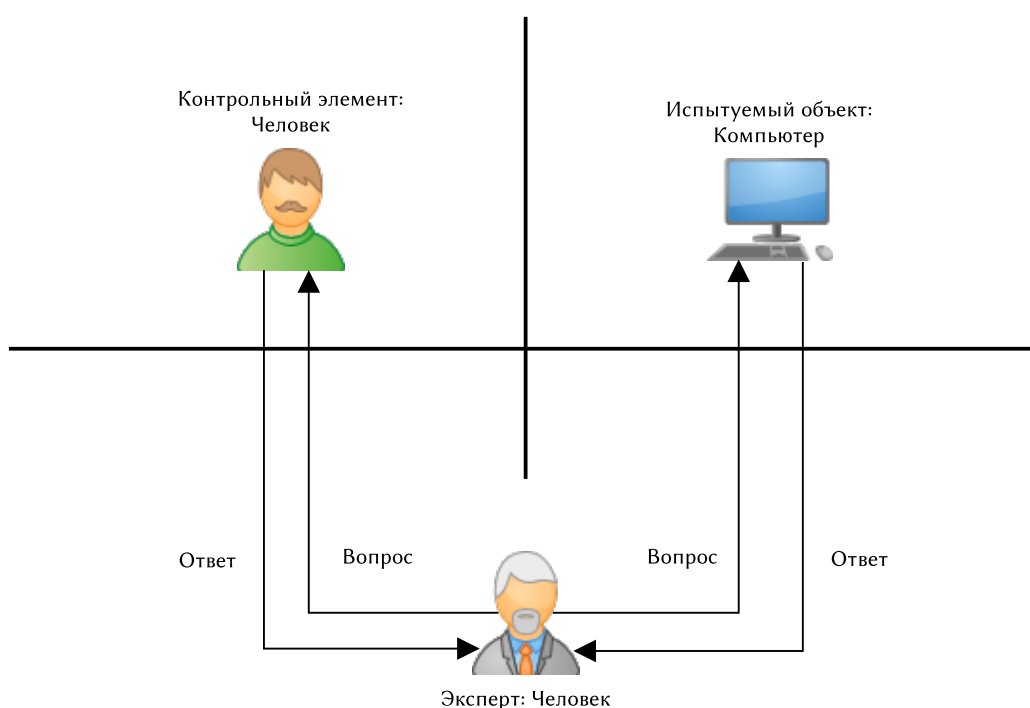 Контрольный элемент:
Человек
Испытуемый объект:
Компьютер
Ответ
Вопрос
Вопрос
Ответ
Эксперт: Человек